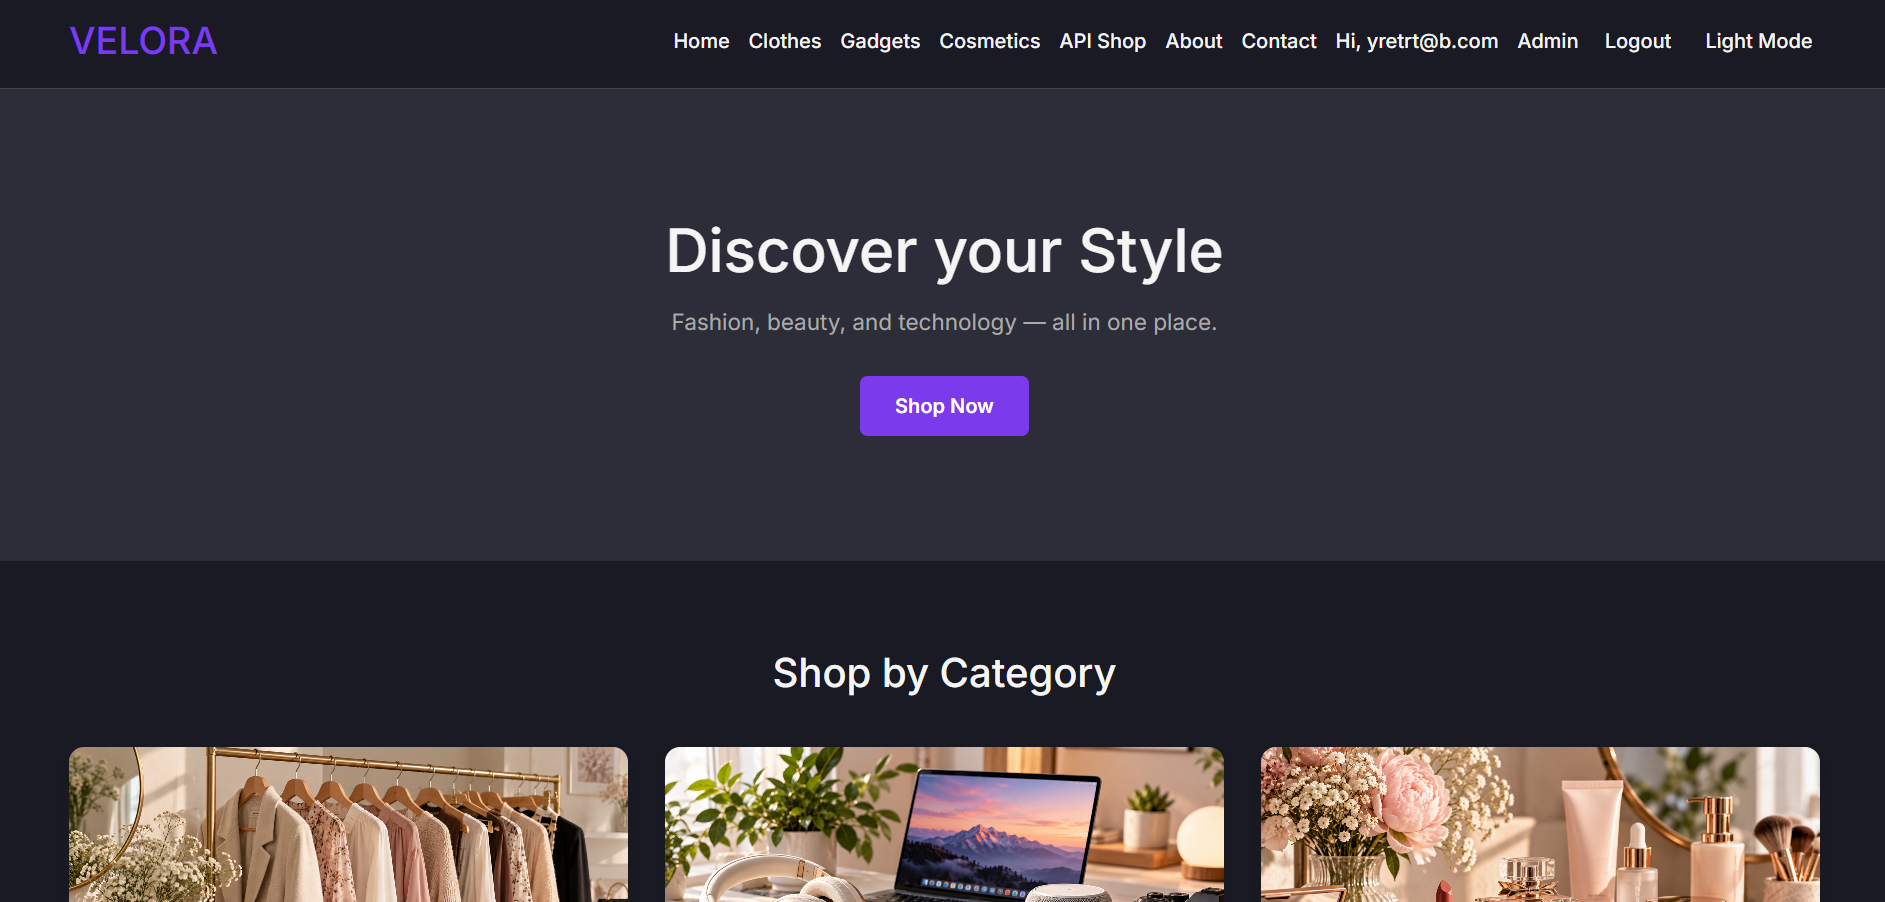 VELORA
Home Clothes Gadgets Cosmetics API Shop About Contact Hi, yretrt@b.com Admin Logout Light Mode
Discover your Style
Fashion, beauty, and technology — all in one place.
Shop Now
Shop by Category